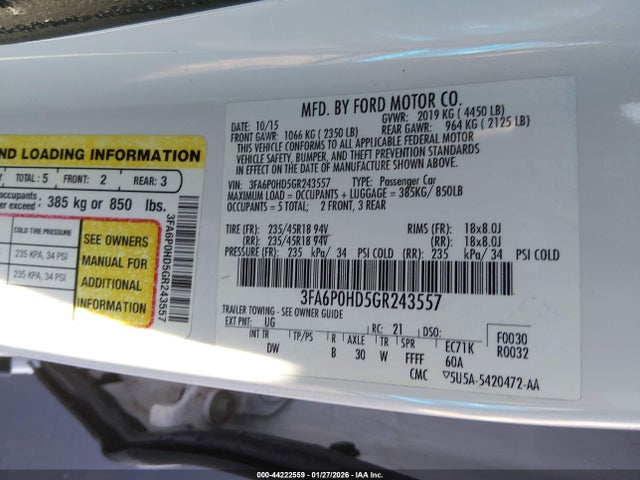 MFD. BY FORD MOTOR CO.
DATE: 10/15
GVWR: 2019 KG ( 4450 LB)
FRONT GAWR: 1066 KG ( 2350 LB)
REAR GAWR: 964 KG ( 2125 LB)
THIS VEHICLE CONFORMS TO ALL APPLICABLE FEDERAL MOTOR
VEHICLE SAFETY, BUMPER, AND THEFT PREVENTION STANDARDS
IN EFFECT ON THE DATE OF MANUFACTURE SHOWN ABOVE.
VIN: 3FA6P0HD5GR243557 TYPE: Passenger Car
MAXIMUM LOAD = OCCUPANTS + LUGGAGE = 385KG/ 850LB
OCCUPANTS = 5 TOTAL: 2 FRONT, 3 REAR
TIRE (FR): 235/45R18 94V RIMS (FR): 18x8.0J
(RR): 235/45R18 94V (RR): 18x8.0J
PRESSURE (FR): 235 kPa/ 34 PSI COLD (RR): 235 kPa/ 34 PSI COLD
3FA6P0HD5GR243557
TRAILER TOWING - SEE OWNER GUIDE
EXT PNT: UG RC: 21 DSO:
F0030
R0032
INT TR TP/PS R AXLE TR SPR EC71K
DW B 30 W FFFF 60A
CMC 5U5A-5420472-AA
ND LOADING INFORMATION
TOTAL: 5 FRONT: 2 REAR: 3
occupants
exceed: 385 kg or 850 lbs.
COLD TIRE PRESSURE
235 KPA, 34 PSI
235 KPA, 34 PSI
SEE OWNERS
MANUAL FOR
ADDITIONAL
INFORMATION
3FA6P0HD5GR243557
000-44222559 | 01/27/2026 | IAA Inc.